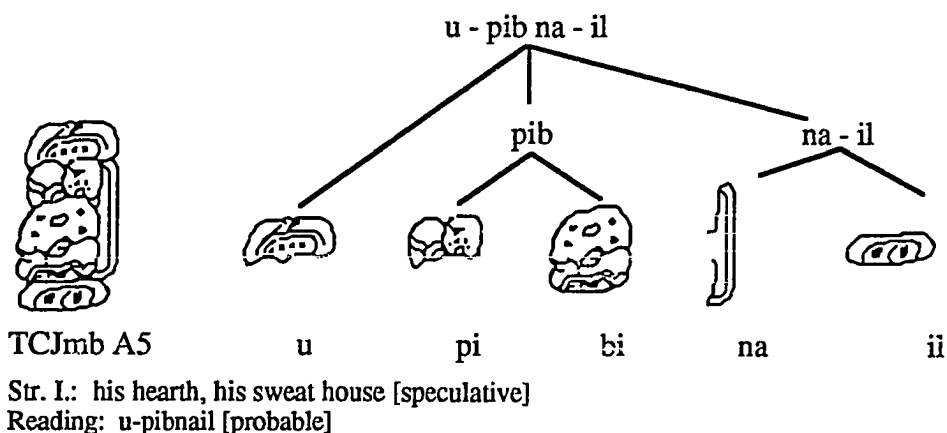 u - pib na - il
pib na - il
TCJmb A5 u pi bi na il
Str. I.: his hearth, his sweat house [speculative]
Reading: u-pibnail [probable]